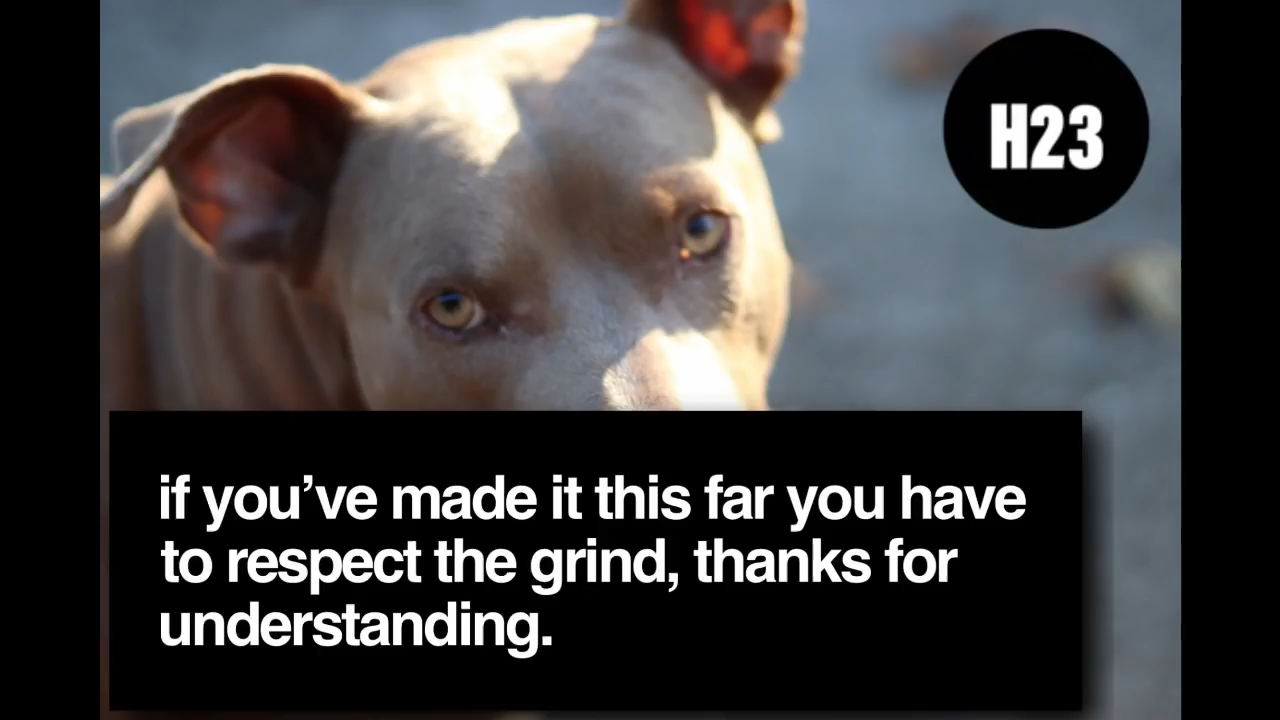 H23
if you’ve made it this far you have
to respect the grind, thanks for
understanding.